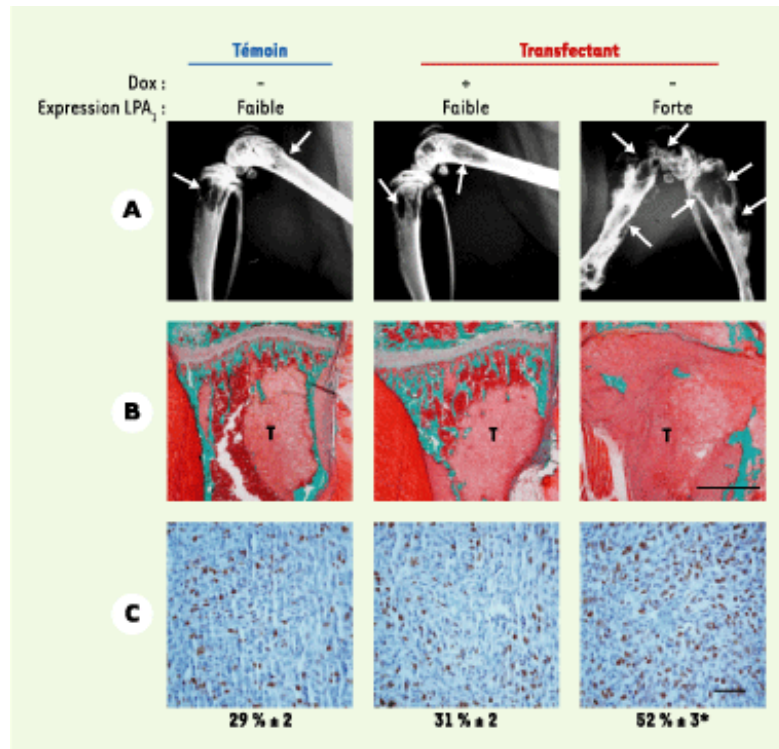 Témoin Transfectant
Dox : - + -
Expression LPA₁ : Faible Faible Forte
A
B
T T T
C
29 % ± 2 31 % ± 2 52 % ± 3*